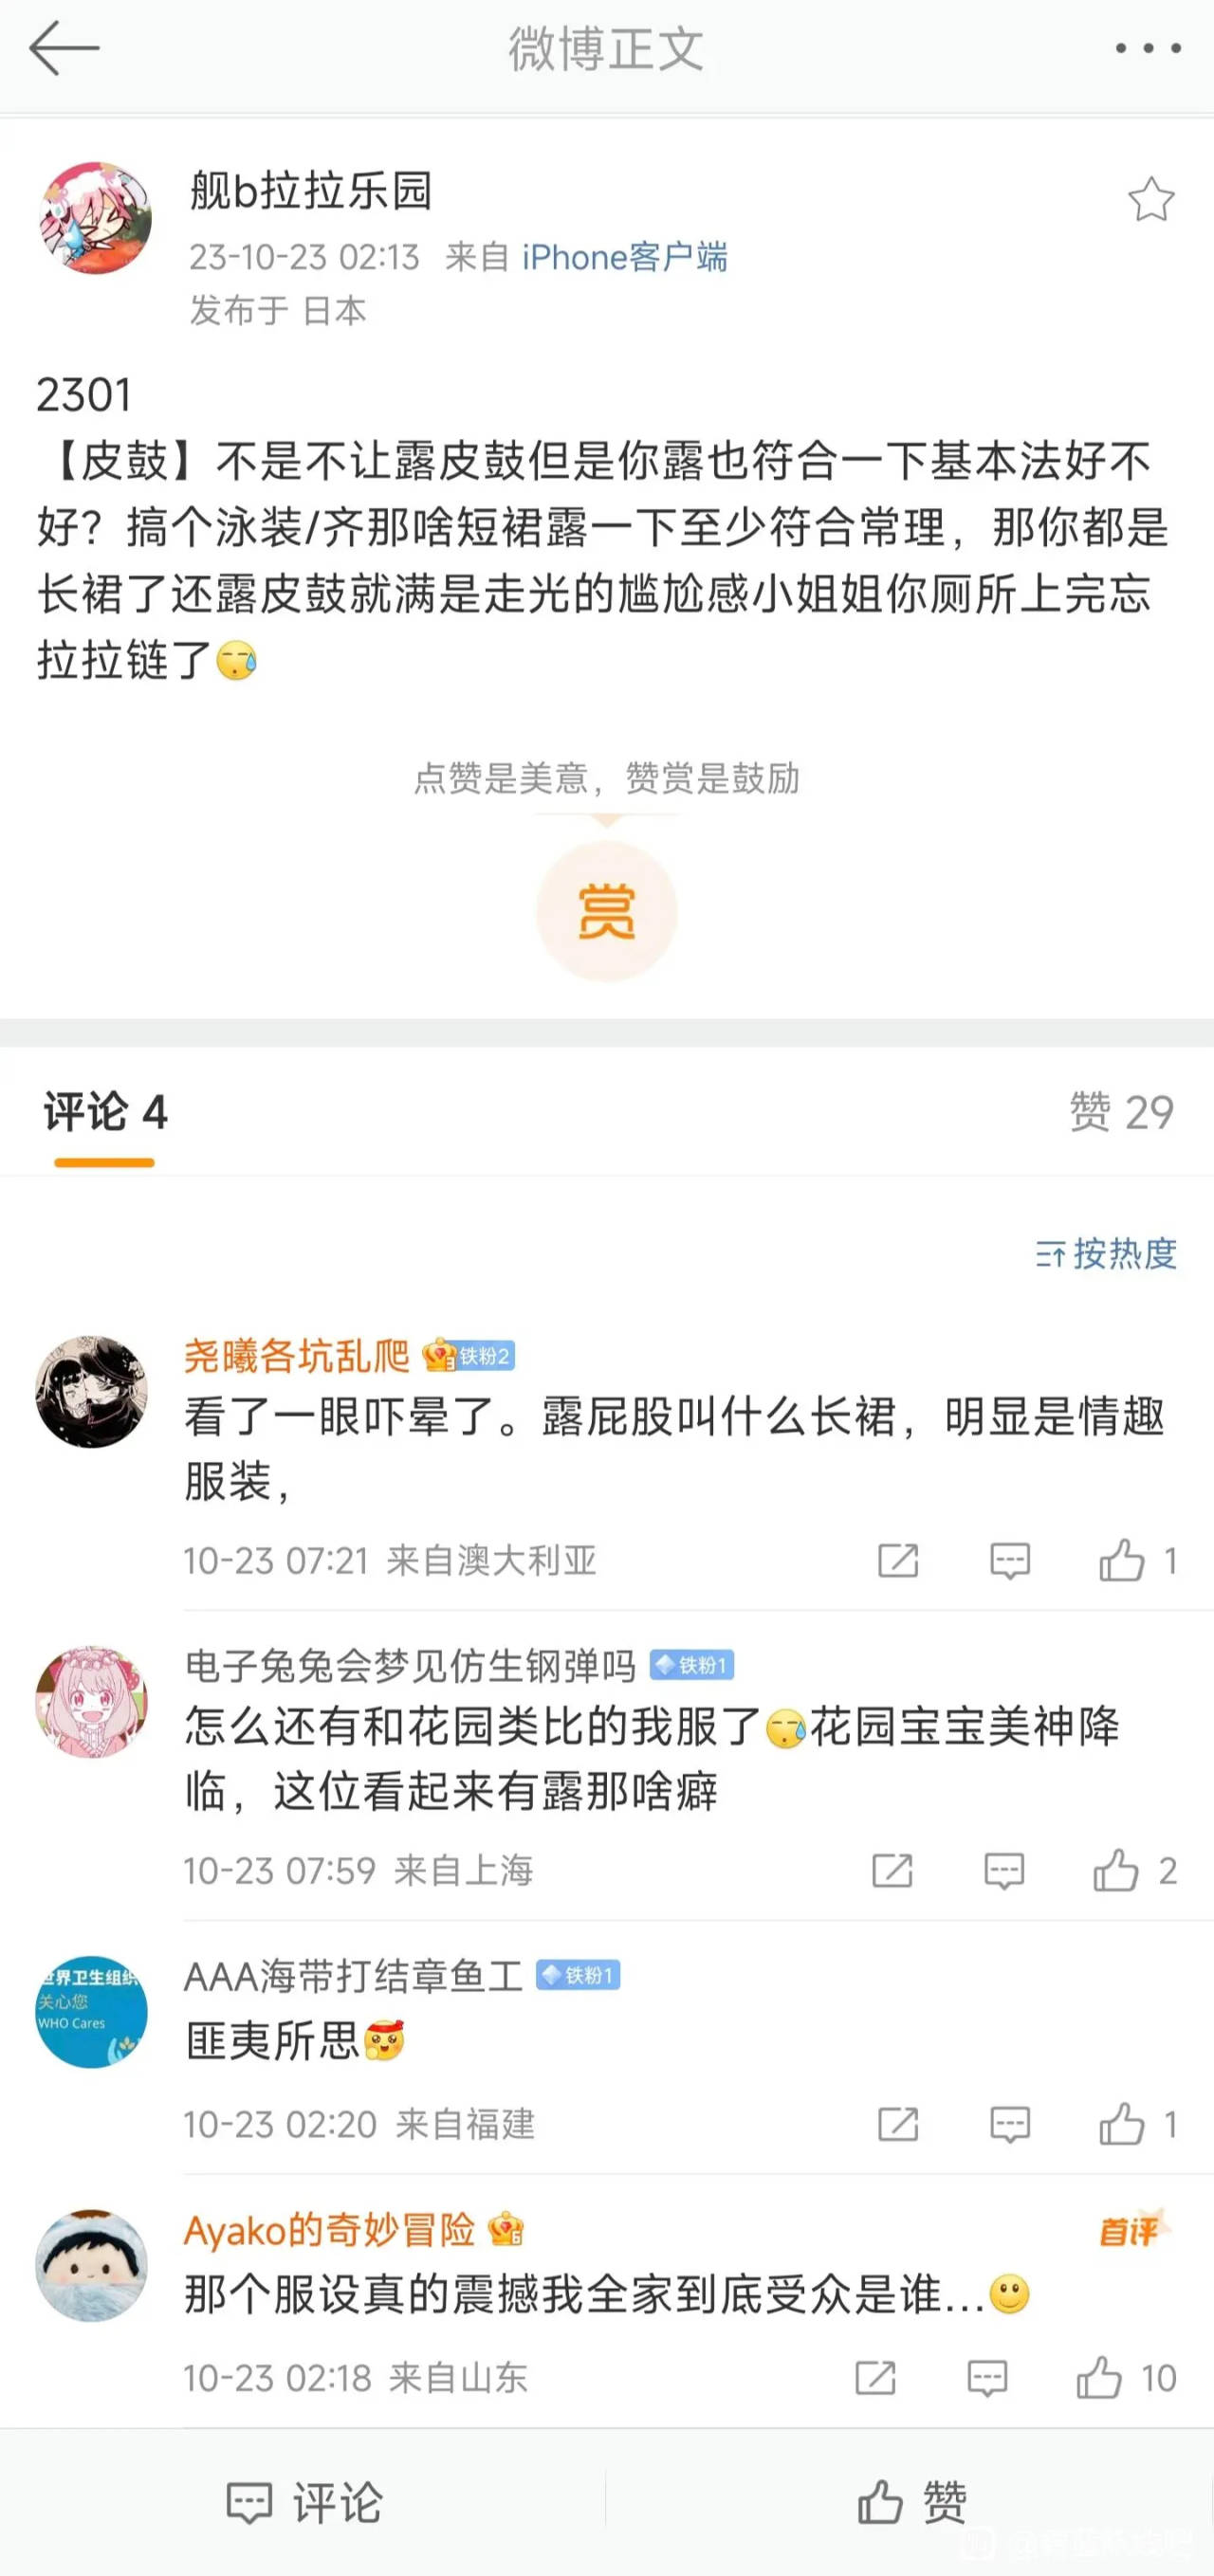 微博正文
舰b拉拉乐园
23-10-23 02:13 来自 iPhone客户端
发布于 日本
2301
【皮鼓】不是不让露皮鼓但是你露也符合一下基本法好不
好？搞个泳装/齐那啥短裙露一下至少符合常理，那你都是
长裙了还露皮鼓就满是走光的尴尬感小姐姐你厕所上完忘
拉拉链了
点赞是美意，赞赏是鼓励
赏
评论 4
赞 29
按热度
尧曦各坑乱爬 3 铁粉2
看了一眼吓晕了。露屁股叫什么长裙，明显是情趣
服装，
10-23 07:21 来自澳大利亚 1
电子兔兔会梦见仿生钢弹吗 铁粉1
怎么还有和花园类比的我服了花园宝宝美神降
临，这位看起来有露那啥癖
10-23 07:59 来自上海 2
世界卫生组织
关心您
WHO Cares
AAA海带打结章鱼工 铁粉1
匪夷所思
10-23 02:20 来自福建 1
Ayako的奇妙冒险 6 首评
那个服设真的震撼我全家到底受众是谁...
10-23 02:18 来自山东 10
评论
赞